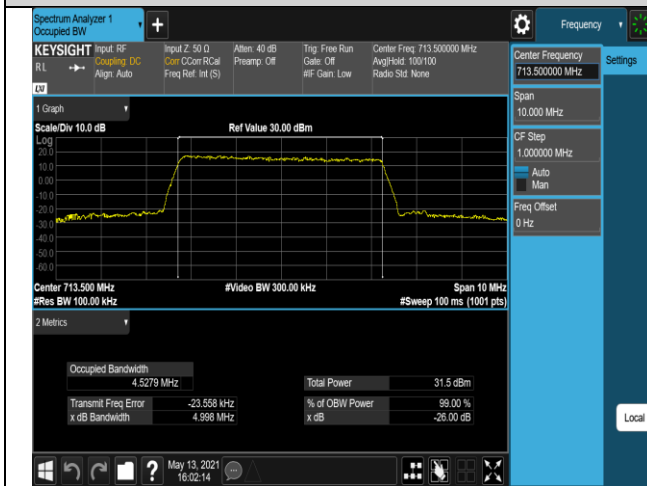 Spectrum Analyzer 1
Occupied BW
Frequency
KEYSIGHT
RL
LXI
Input: RF
Coupling: DC
Align: Auto
Input Z: 50 Ω
Corr CCorr RCal
Freq Ref: Int (S)
Atten: 40 dB
Preamp: Off
Trig: Free Run
Gate: Off
#IF Gain: Low
Center Freq: 713.500000 MHz
Avg|Hold: 100/100
Radio Std: None
Center Frequency
713.500000 MHz
Settings
Span
10.000 MHz
CF Step
1.000000 MHz
Auto
Man
Freq Offset
0 Hz
Local
1 Graph
Scale/Div 10.0 dB
Ref Value 30.00 dBm
Log
20.0
10.0
0.00
-10.0
-20.0
-30.0
-40.0
-50.0
-60.0
Center 713.500 MHz
#Video BW 300.00 kHz
Span 10 MHz
#Res BW 100.00 kHz
#Sweep 100 ms (1001 pts)
2 Metrics
Occupied Bandwidth
4.5279 MHz
Total Power 31.5 dBm
Transmit Freq Error -23.558 kHz
% of OBW Power 99.00 %
x dB Bandwidth 4.998 MHz
x dB -26.00 dB
May 13, 2021
16:02:14